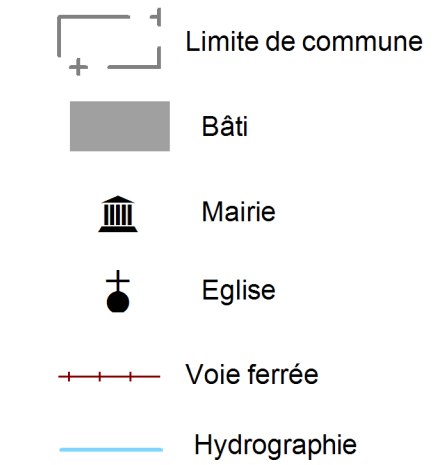 Limite de commune
Bâti
Mairie
Eglise
Voie ferrée
Hydrographie